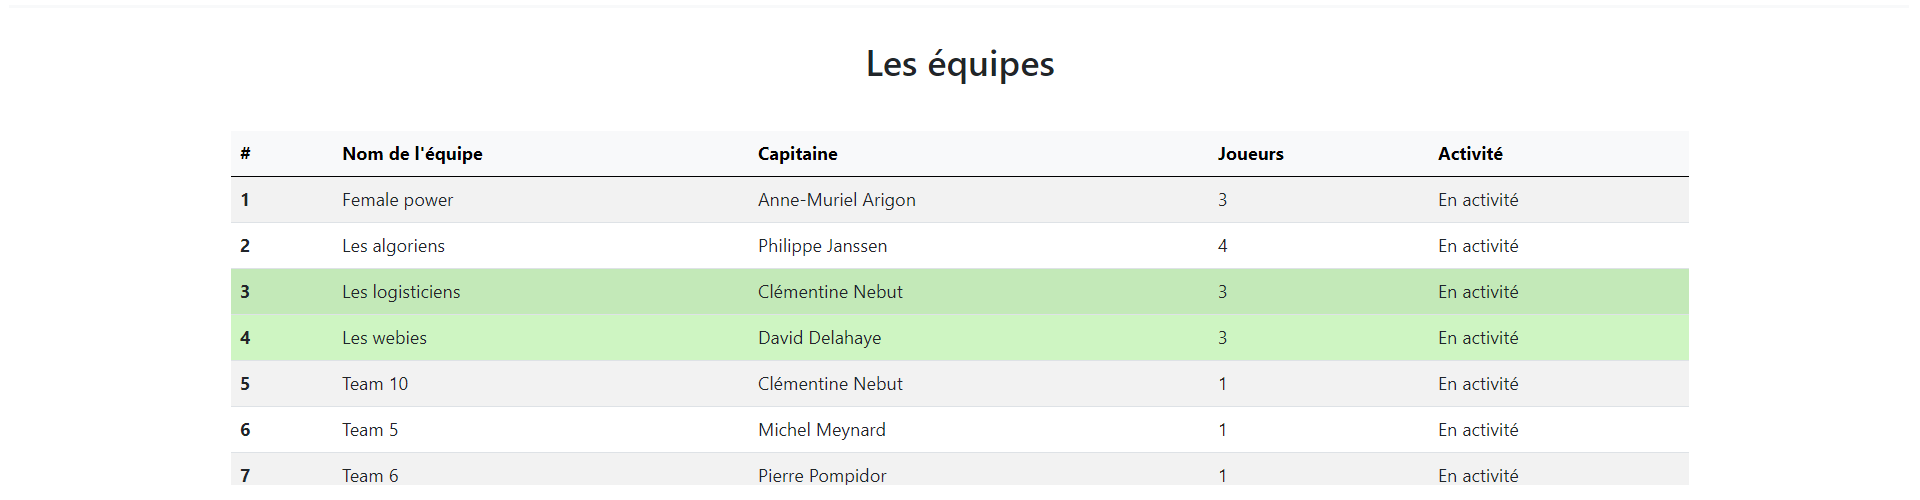 Les équipes
# Nom de l'équipe Capitaine Joueurs Activité
1 Female power Anne-Muriel Arigon 3 En activité
2 Les algoriens Philippe Janssen 4 En activité
3 Les logisticiens Clémentine Nebut 3 En activité
4 Les webies David Delahaye 3 En activité
5 Team 10 Clémentine Nebut 1 En activité
6 Team 5 Michel Meynard 1 En activité
7 Team 6 Pierre Pompidor 1 En activité